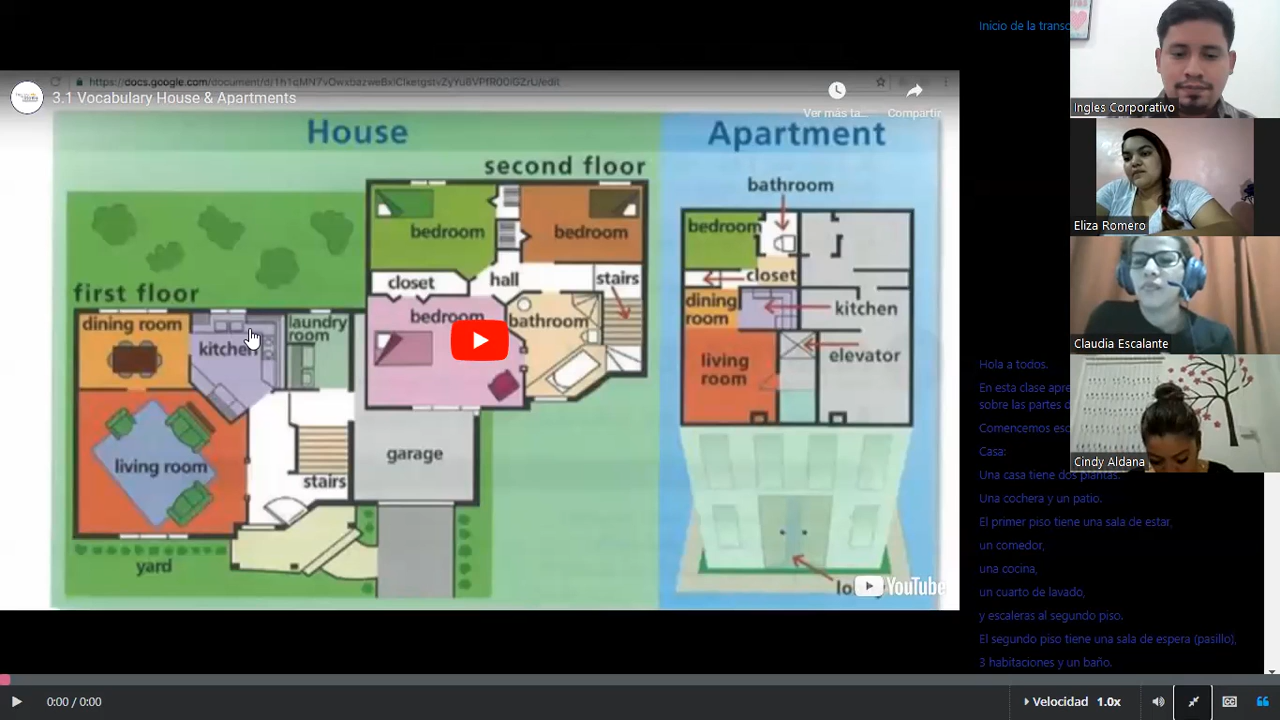 3.1 Vocabulary House & Apartments
Ver más ta...
Compartir
House
second floor
bedroom
bedroom
closet
hall
stairs
bedroom
bathroom
first floor
dining room
kitchen
laundry
room
living room
stairs
garage
yard
Apartment
bathroom
bedroom
closet
dining
room
kitchen
living
room
elevator
YouTube
Inicio de la transc
Hola a todos.
En esta clase apre
sobre las partes d
Comencemos esc
Casa:
Una casa tiene dos plantas.
Una cochera y un patio.
El primer piso tiene una sala de estar,
un comedor,
una cocina,
un cuarto de lavado,
y escaleras al segundo piso.
El segundo piso tiene una sala de espera (pasillo),
3 habitaciones y un baño.
Ingles Corporativo
Eliza Romero
Claudia Escalante
Cindy Aldana
0:00 / 0:00
Velocidad 1.0x